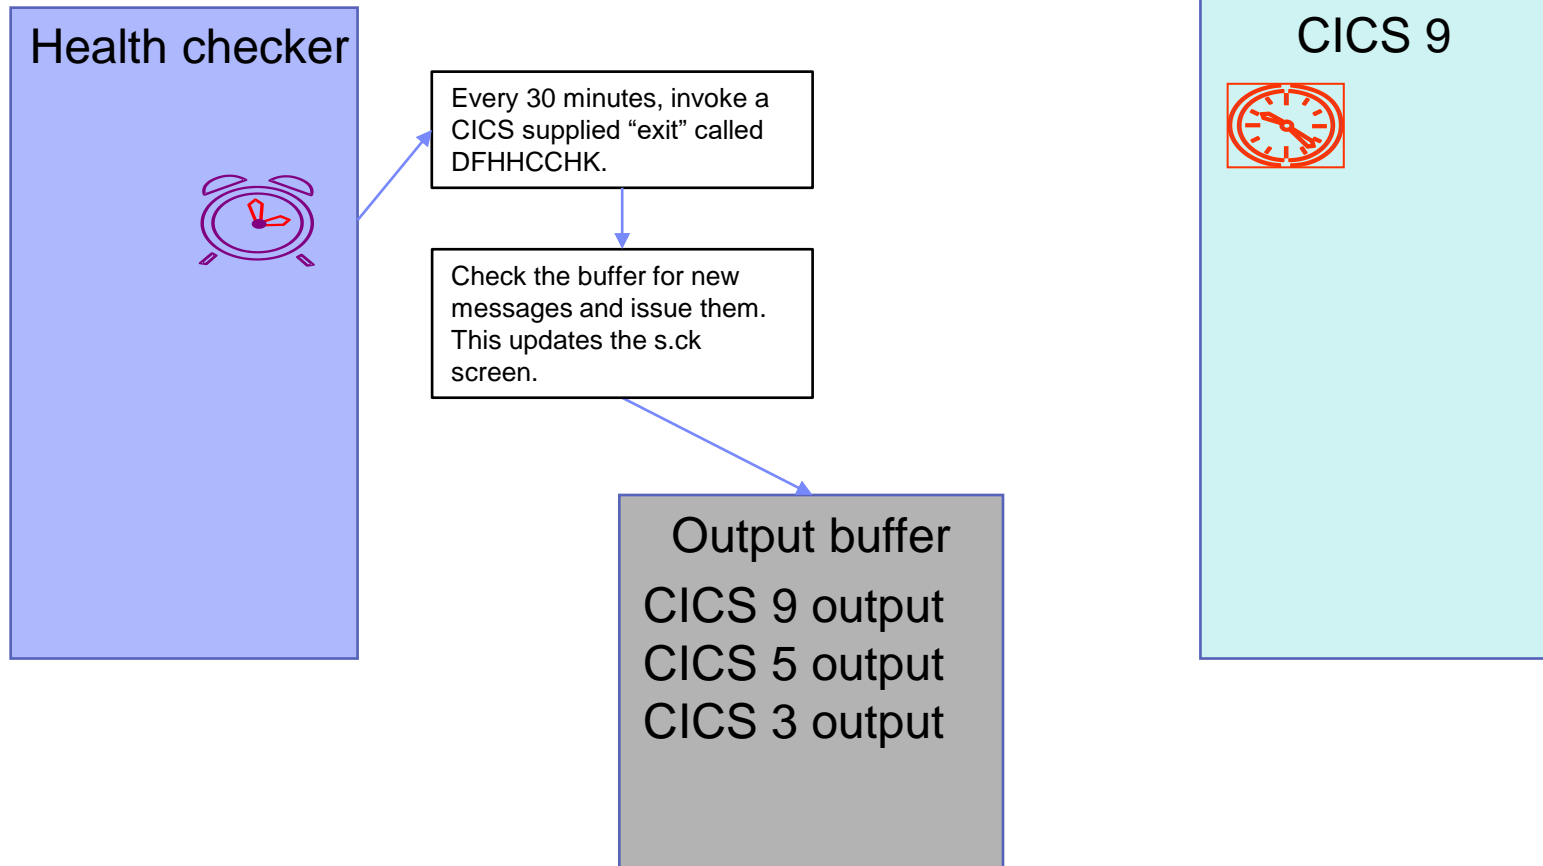 Health checker
Every 30 minutes, invoke a
CICS supplied “exit” called
DFHHCCHK.
Check the buffer for new
messages and issue them.
This updates the s.ck
screen.
Output buffer
CICS 9 output
CICS 5 output
CICS 3 output
CICS 9